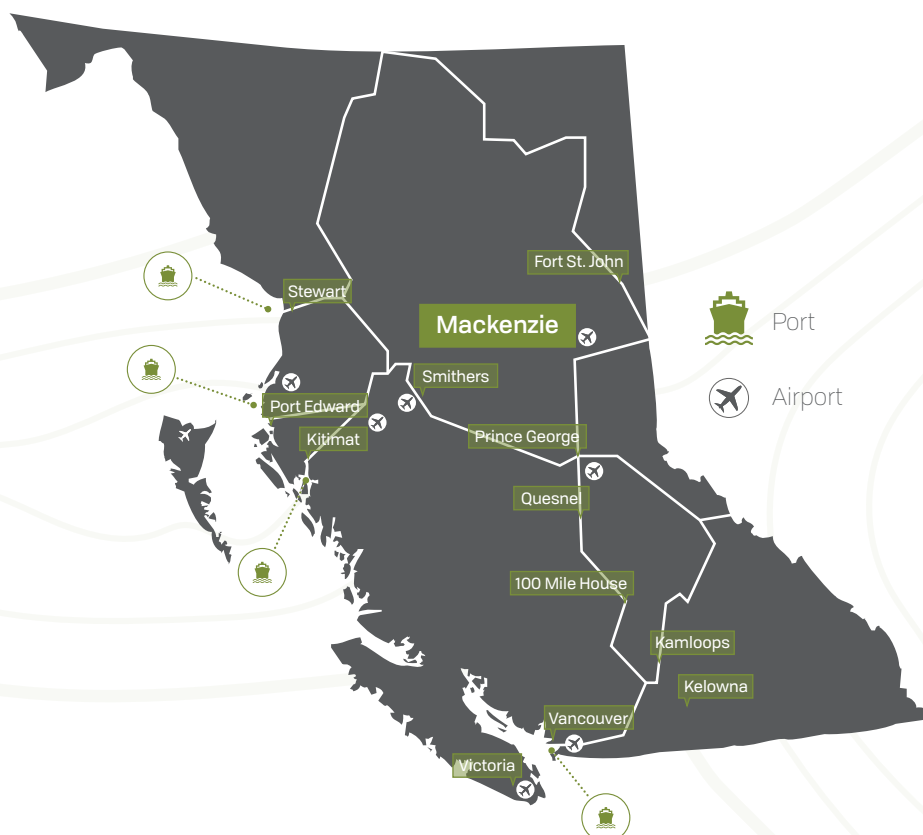 Fort St. John
Stewart
Mackenzie
Port
Smithers
Airport
Port Edward
Kitimat
Prince George
Quesnel
100 Mile House
Kamloops
Kelowna
Vancouver
Victoria